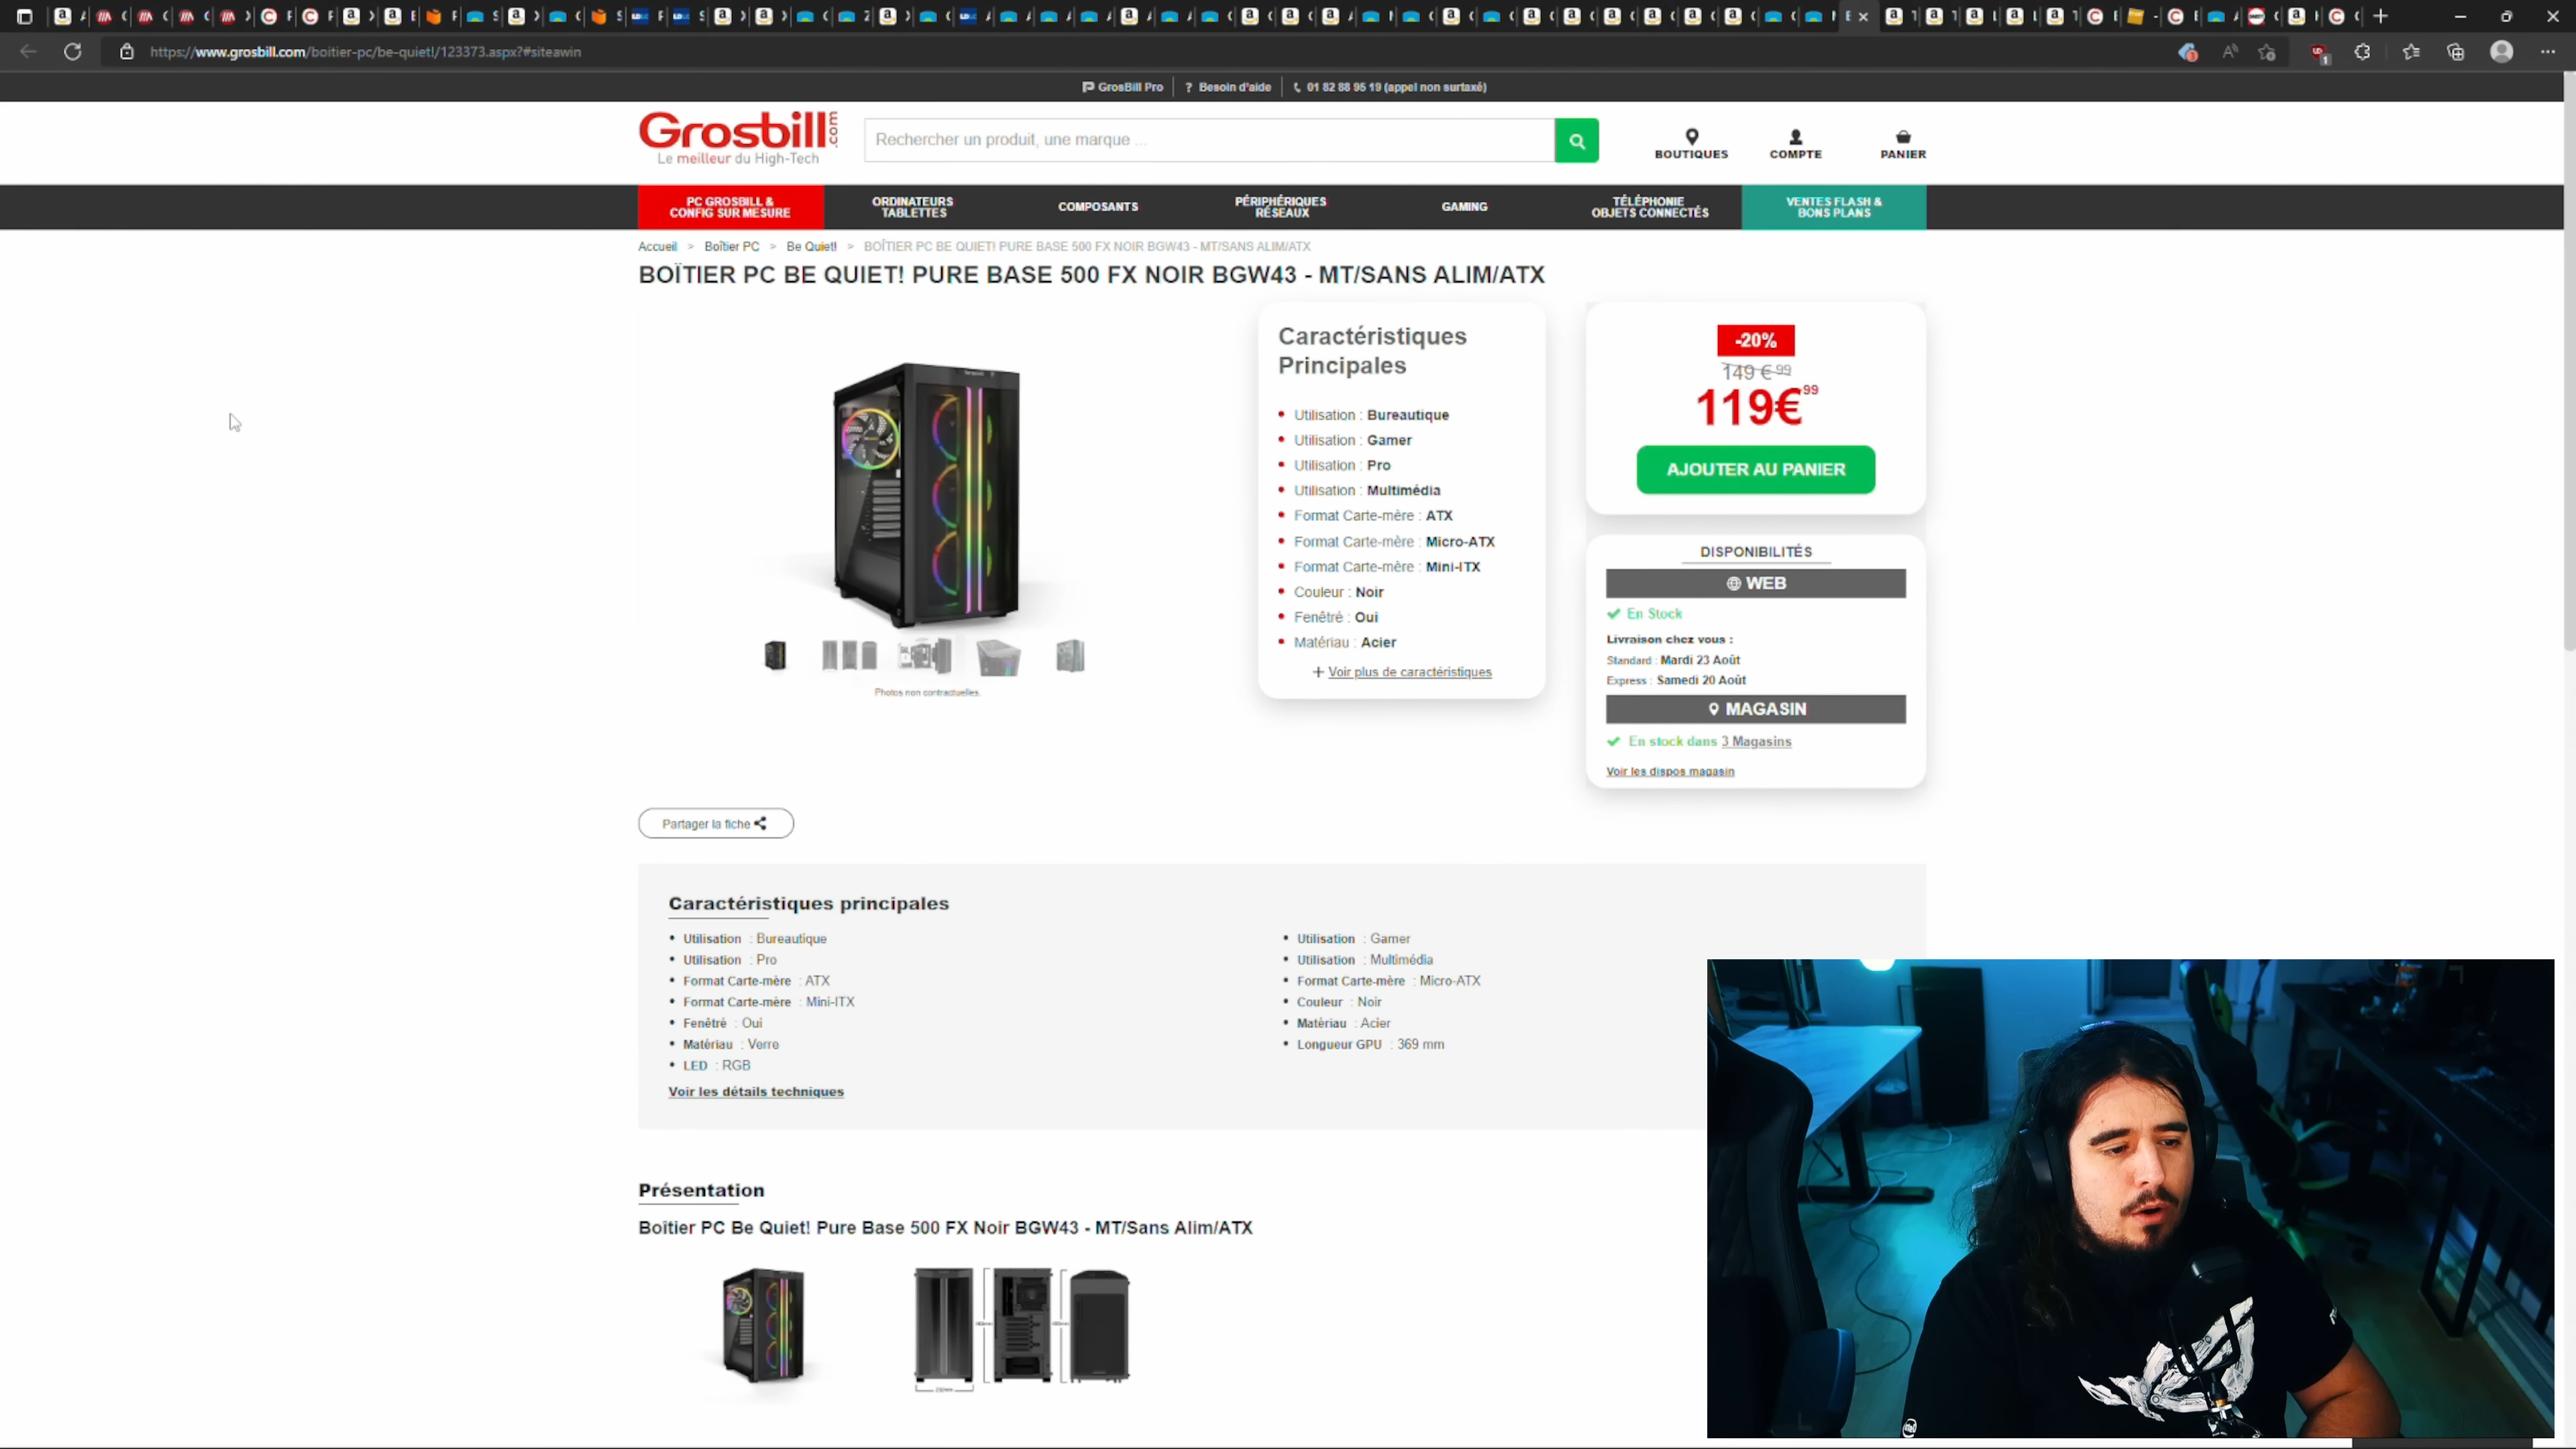 https://www.grosbill.com/boitier-pc/be-quiet!/123373.aspx?#siteawin
GrosBill Pro
? Besoin d'aide
01 82 88 95 19 (appel non surtaxé)
Grosbill.com
Le meilleur du High-Tech
Rechercher un produit, une marque ...
BOUTIQUES
COMPTE
PANIER
PC GROSBILL &
CONFIG SUR MESURE
ORDINATEURS
TABLETTES
COMPOSANTS
PÉRIPHÉRIQUES
RÉSEAUX
GAMING
TÉLÉPHONIE
OBJETS CONNECTÉS
VENTES FLASH &
BONS PLANS
Accueil > Boîtier PC > Be Quiet! > BOÎTIER PC BE QUIET! PURE BASE 500 FX NOIR BGW43 - MT/SANS ALIM/ATX
BOÎTIER PC BE QUIET! PURE BASE 500 FX NOIR BGW43 - MT/SANS ALIM/ATX
Photos non contractuelles.
Caractéristiques
Principales
• Utilisation : Bureautique
• Utilisation : Gamer
• Utilisation : Pro
• Utilisation : Multimédia
• Format Carte-mère : ATX
• Format Carte-mère : Micro-ATX
• Format Carte-mère : Mini-ITX
• Couleur : Noir
• Fenêtré : Oui
• Matériau : Acier
+ Voir plus de caractéristiques
-20%
149 € 99
119€99
AJOUTER AU PANIER
DISPONIBILITÉS
WEB
En Stock
Livraison chez vous :
Standard : Mardi 23 Août
Express : Samedi 20 Août
MAGASIN
En stock dans 3 Magasins
Voir les dispos magasin
Partager la fiche
Caractéristiques principales
• Utilisation : Bureautique
• Utilisation : Pro
• Format Carte-mère : ATX
• Format Carte-mère : Mini-ITX
• Fenêtré : Oui
• Matériau : Verre
• LED : RGB
• Utilisation : Gamer
• Utilisation : Multimédia
• Format Carte-mère : Micro-ATX
• Couleur : Noir
• Matériau : Acier
• Longueur GPU : 369 mm
Voir les détails techniques
Présentation
Boîtier PC Be Quiet! Pure Base 500 FX Noir BGW43 - MT/Sans Alim/ATX